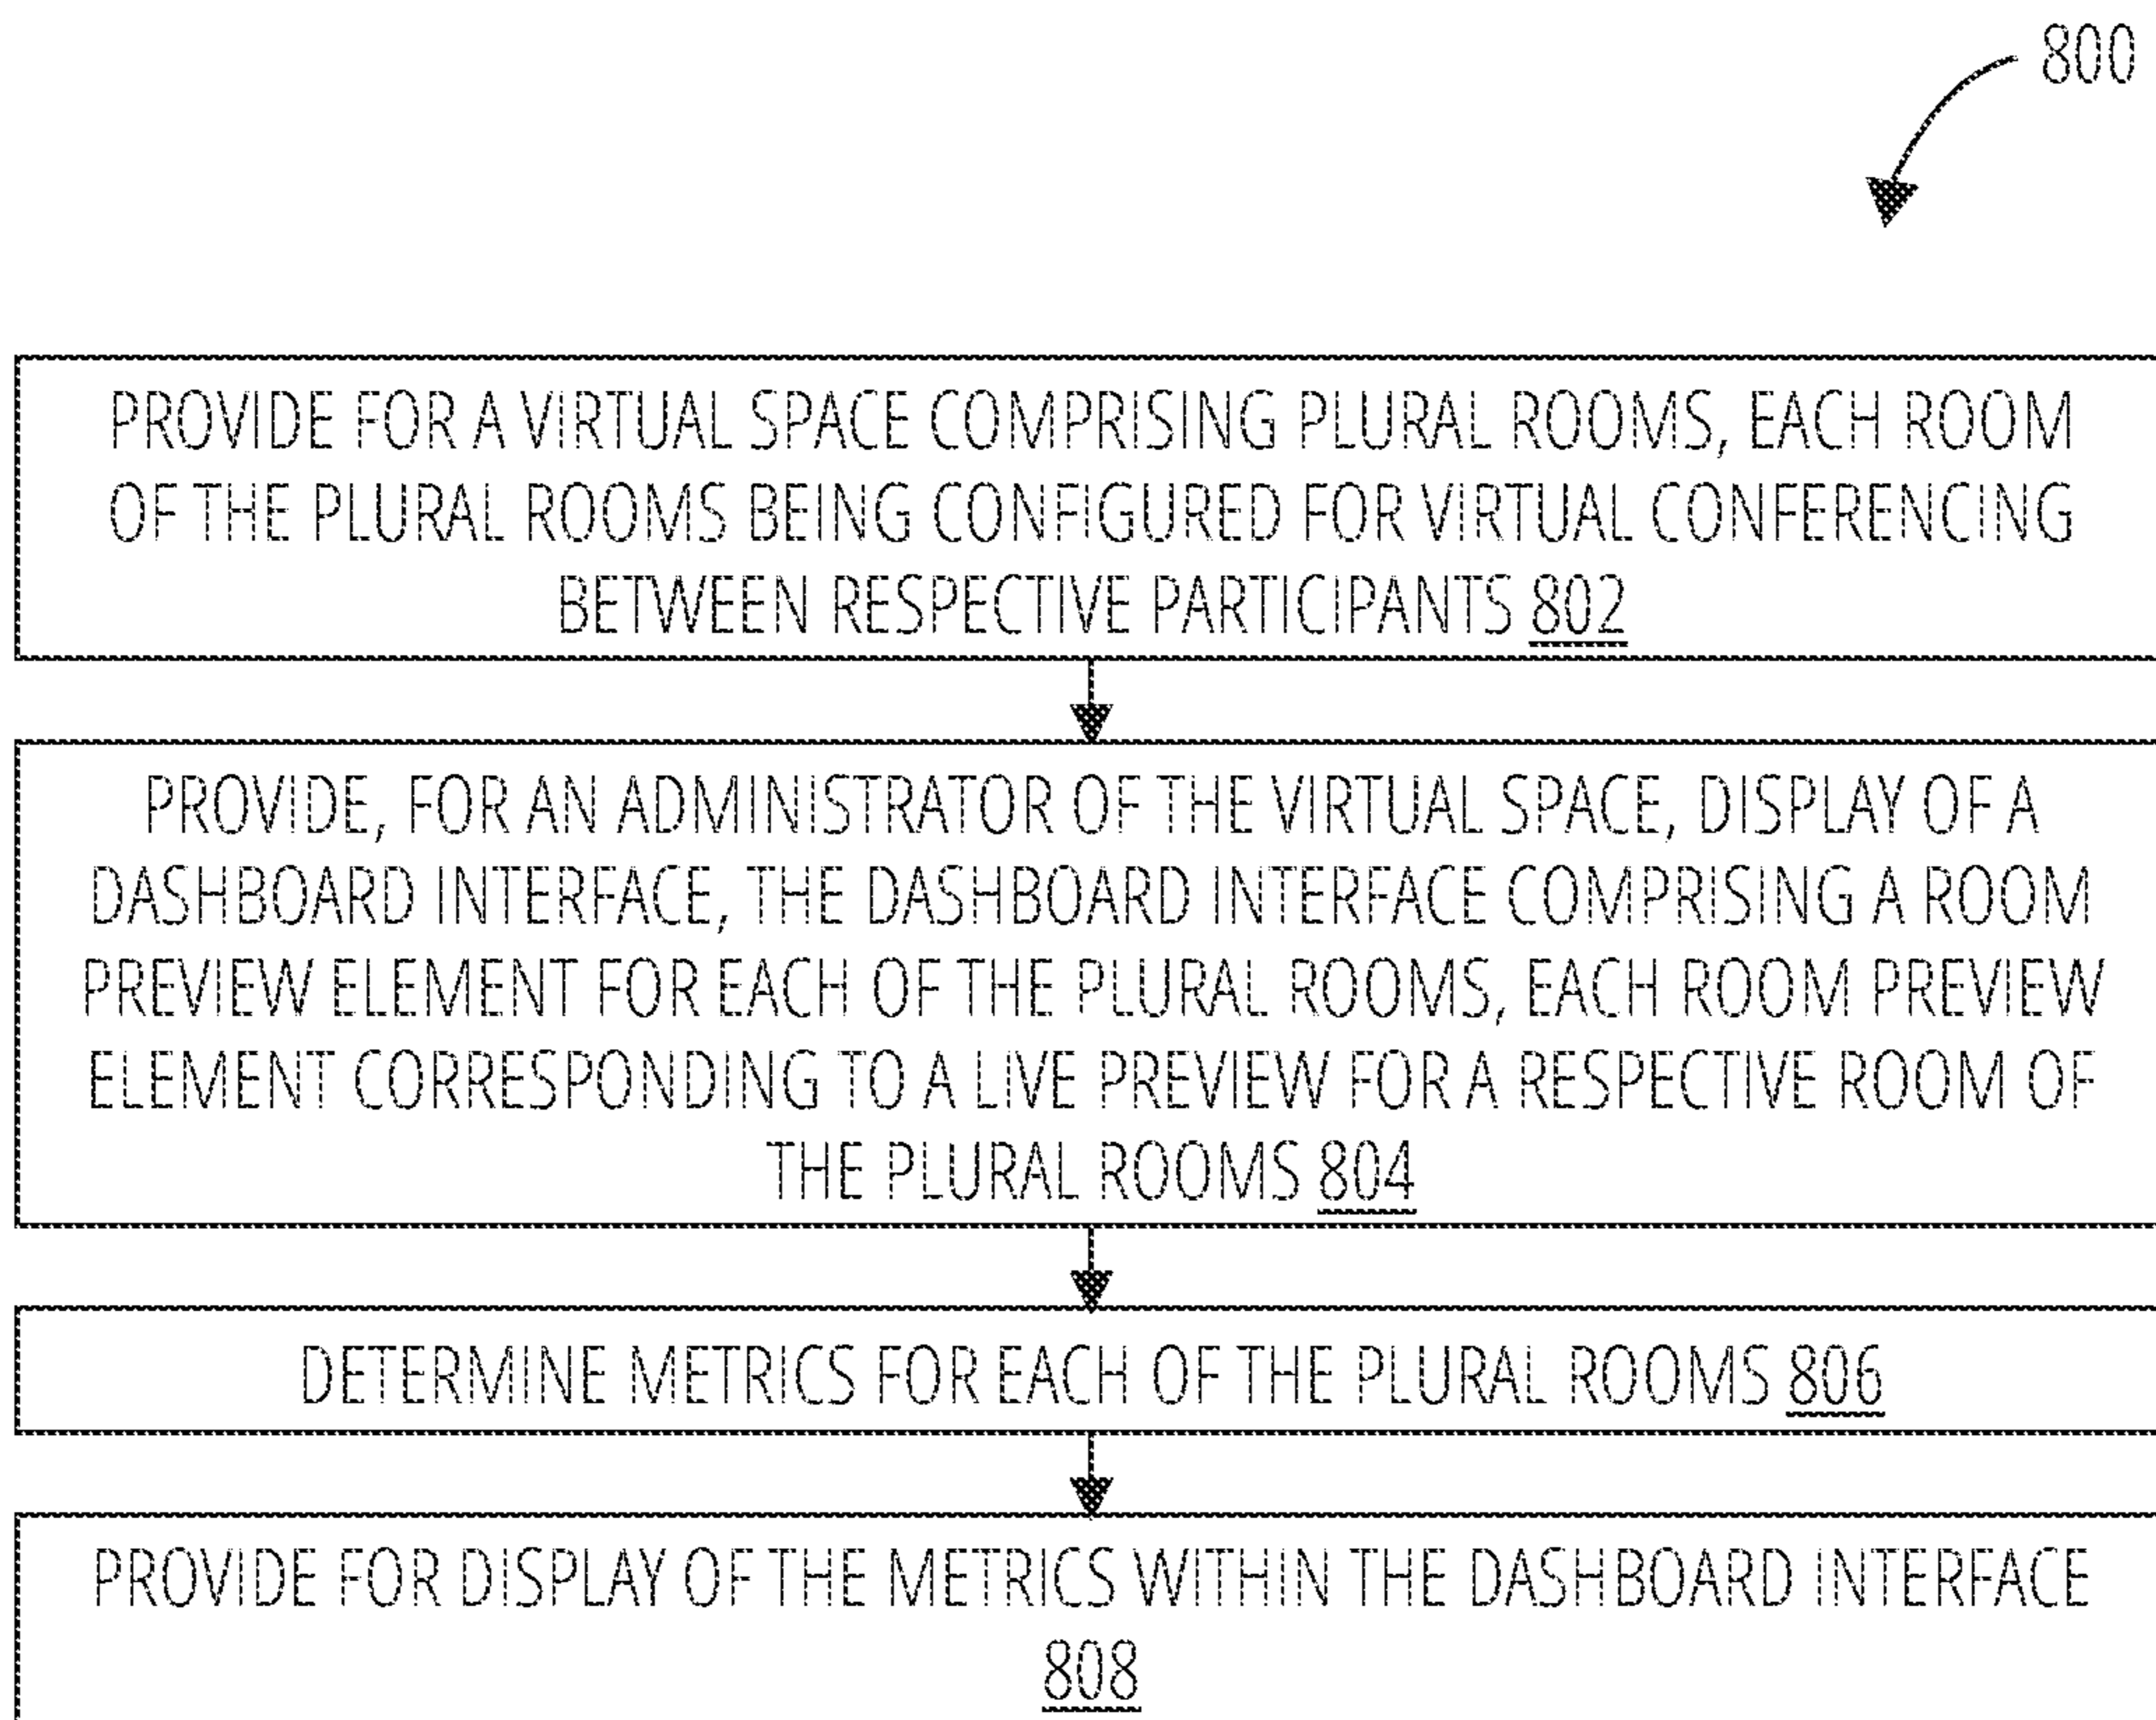 800
PROVIDE FOR A VIRTUAL SPACE COMPRISING PLURAL ROOMS, EACH ROOM
OF THE PLURAL ROOMS BEING CONFIGURED FOR VIRTUAL CONFERENCING
BETWEEN RESPECTIVE PARTICIPANTS 802
PROVIDE, FOR AN ADMINISTRATOR OF THE VIRTUAL SPACE, DISPLAY OF A
DASHBOARD INTERFACE, THE DASHBOARD INTERFACE COMPRISING A ROOM
PREVIEW ELEMENT FOR EACH OF THE PLURAL ROOMS, EACH ROOM PREVIEW
ELEMENT CORRESPONDING TO A LIVE PREVIEW FOR A RESPECTIVE ROOM OF
THE PLURAL ROOMS 804
DETERMINE METRICS FOR EACH OF THE PLURAL ROOMS 806
PROVIDE FOR DISPLAY OF THE METRICS WITHIN THE DASHBOARD INTERFACE
808